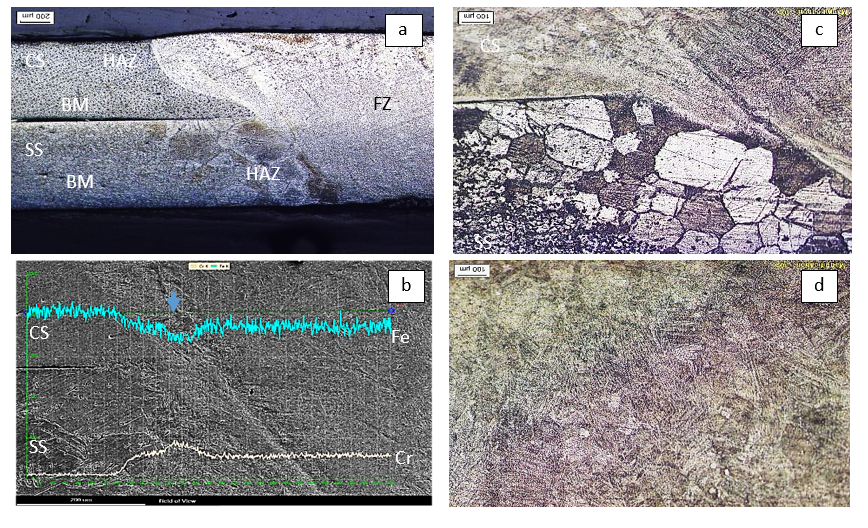 200 µm
a
CS
HAZ
BM
FZ
SS
HAZ
BM
100 µm
c
CS
SS
b
CS
Fe
SS
Cr
200 um
Field of View
100 µm
d